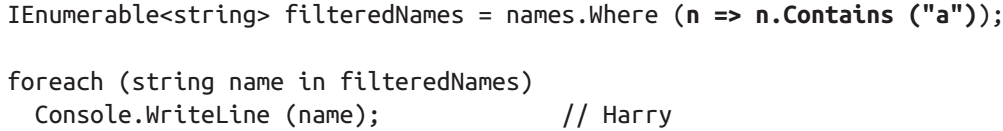 IEnumerable<string> filteredNames = names.Where (n => n.Contains ("a"));
foreach (string name in filteredNames)
  Console.WriteLine (name);                // Harry